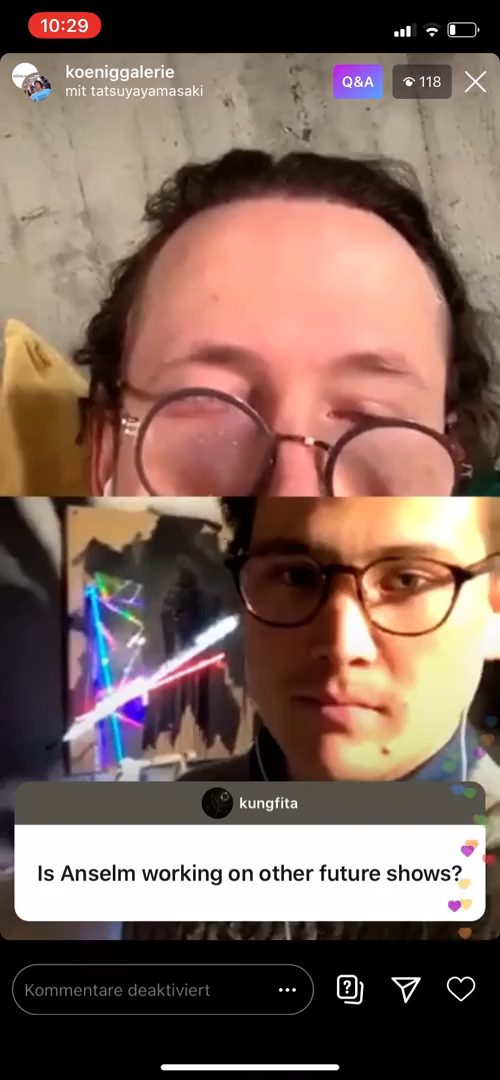 10:29
koeniggalerie
mit tatsuyayamasaki
Q&A
118
kungfita
Is Anselm working on other future shows?
Kommentare deaktiviert